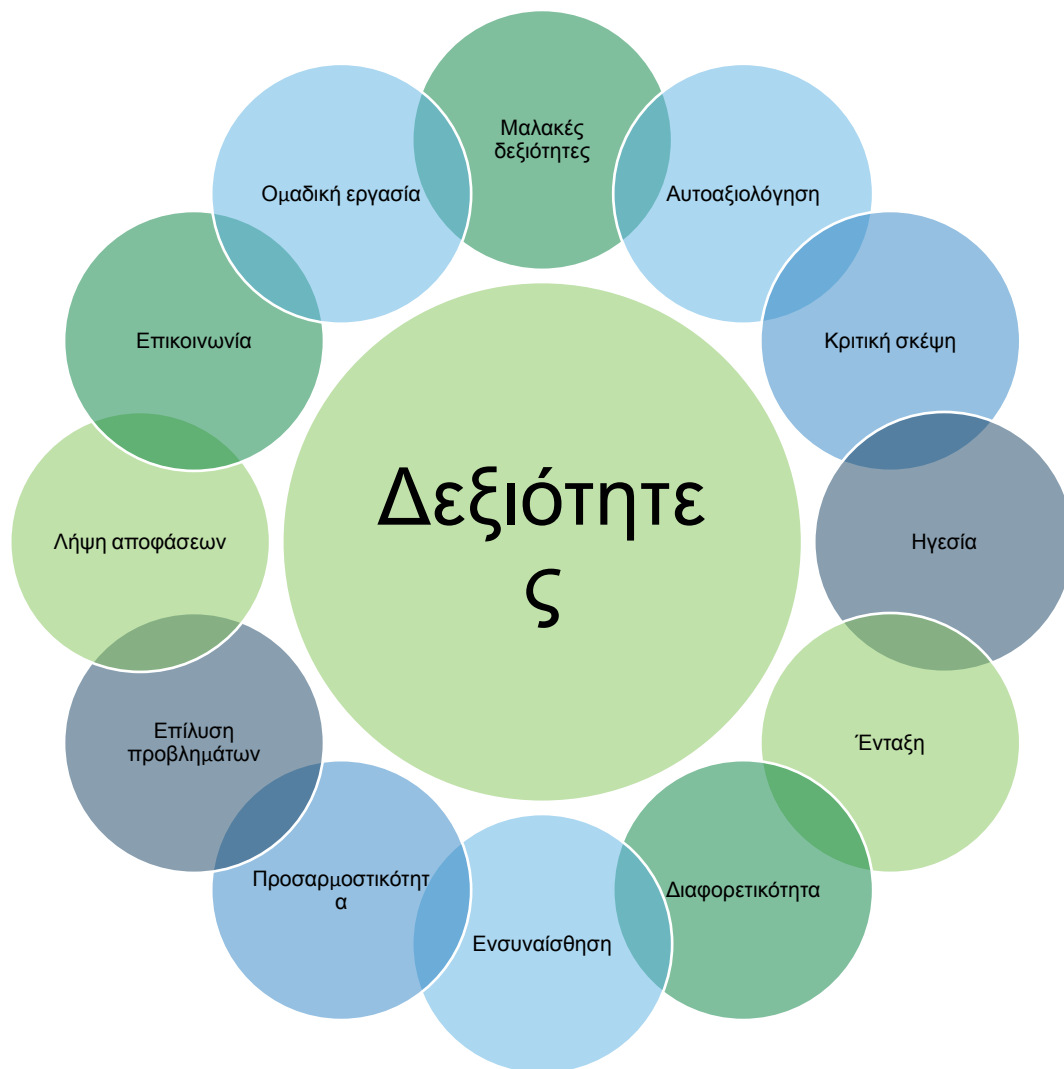 Μαλακές
δεξιότητες
Αυτοαξιολόγηση
Κριτική σκέψη
Ηγεσία
Ένταξη
Διαφορετικότητα
Ενσυναίσθηση
Προσαρμοστικότητ
α
Επίλυση
προβλημάτων
Λήψη αποφάσεων
Επικοινωνία
Ομαδική εργασία
Δεξιότητε
ς